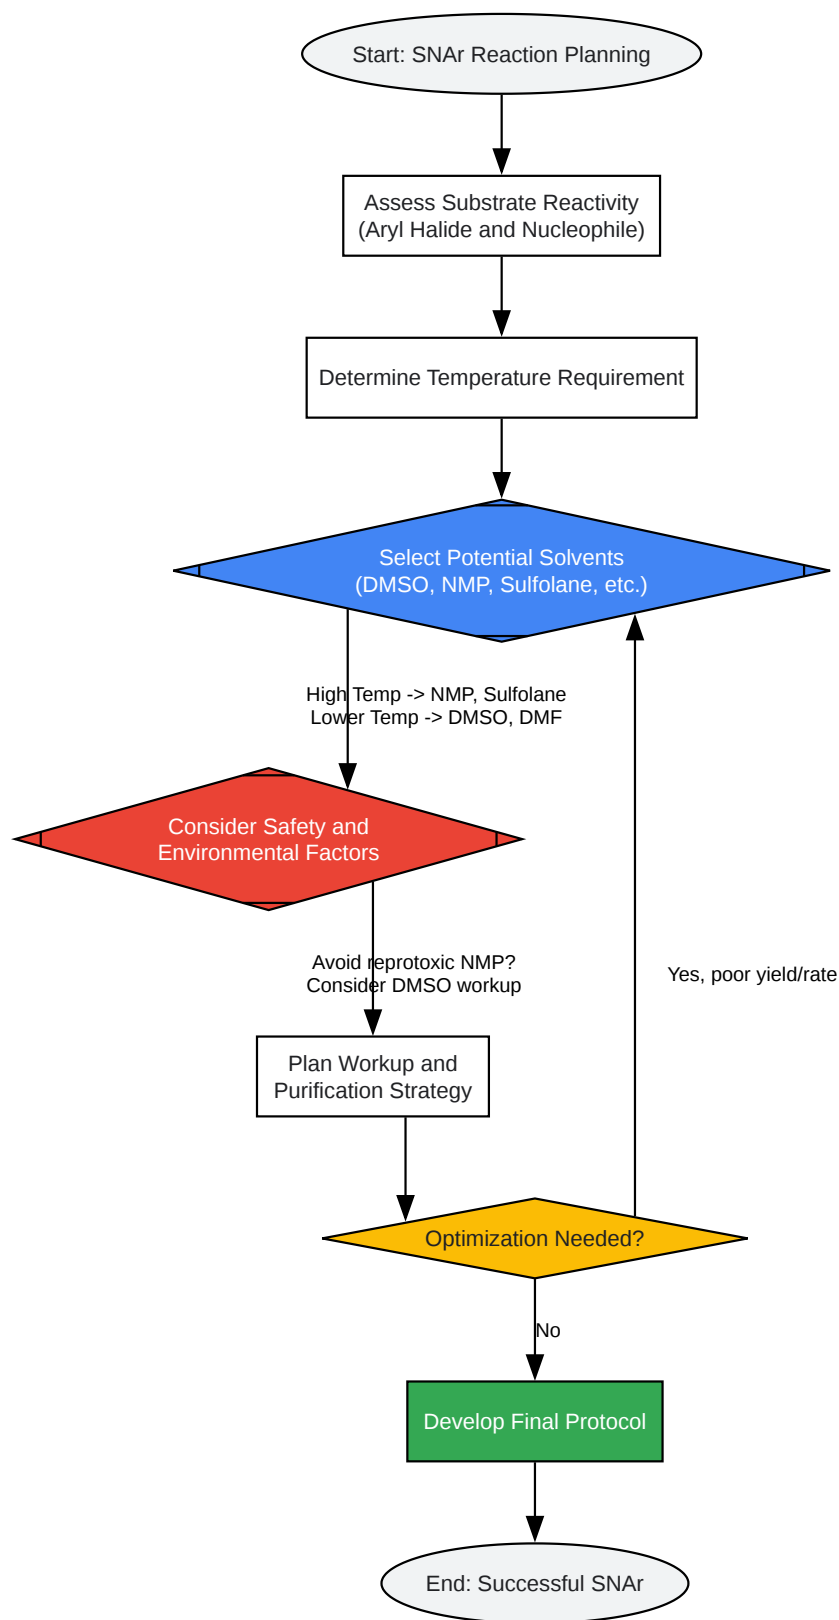 Start: SNAr Reaction Planning
Assess Substrate Reactivity
(Aryl Halide and Nucleophile)
Determine Temperature Requirement
Select Potential Solvents
(DMSO, NMP, Sulfolane, etc.)
High Temp -> NMP, Sulfolane
Lower Temp -> DMSO, DMF
Consider Safety and
Environmental Factors
Avoid reprotoxic NMP?
Consider DMSO workup
Yes, poor yield/rate
Plan Workup and
Purification Strategy
Optimization Needed?
No
Develop Final Protocol
End: Successful SNAr